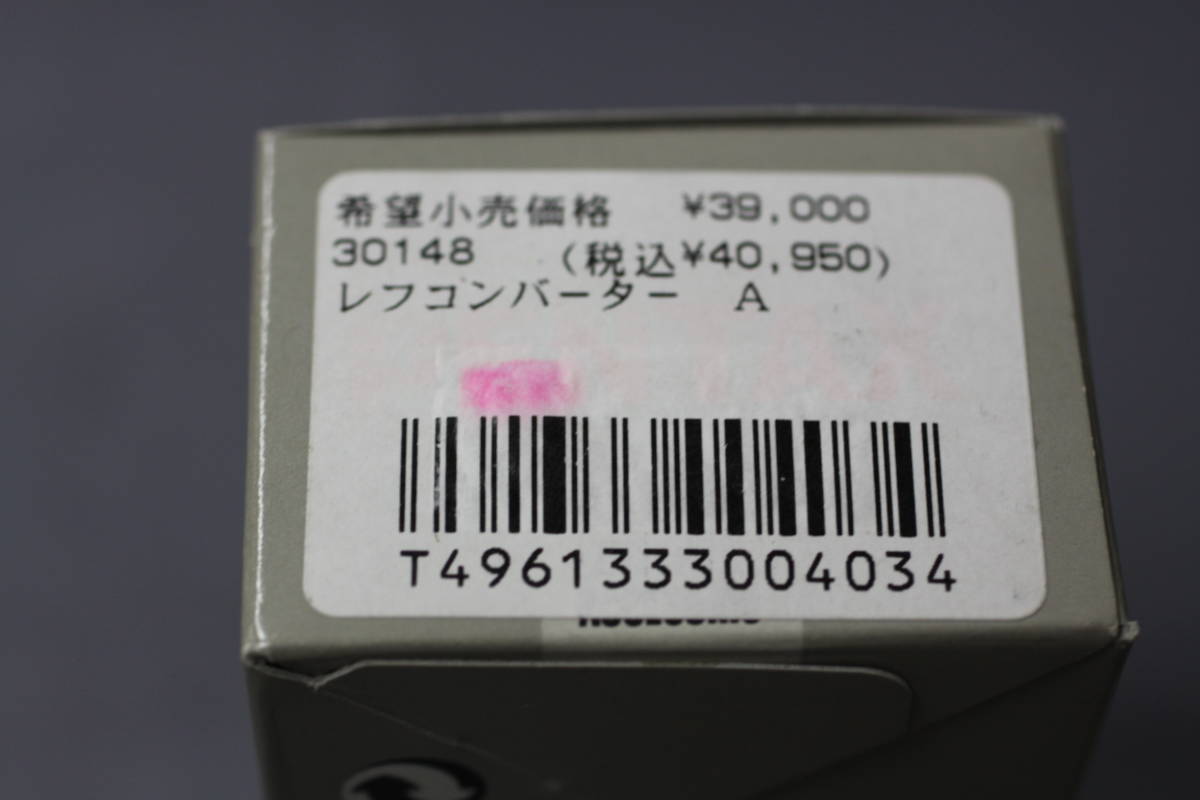 希望小売価格 ¥39,000
30148 (税込¥40,950)
レフコンバーター A
T4961333004034